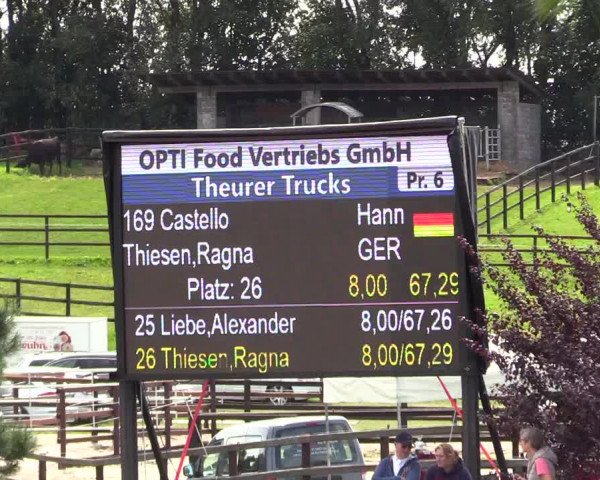 OPTI Food Vertriebs GmbH
Theurer Trucks Pr. 6
169 Castello Hann
Thiesen,Ragna GER
Platz: 26 8,00 67,29
25 Liebe,Alexander 8,00/67,26
26 Thiesen,Ragna 8,00/67,29